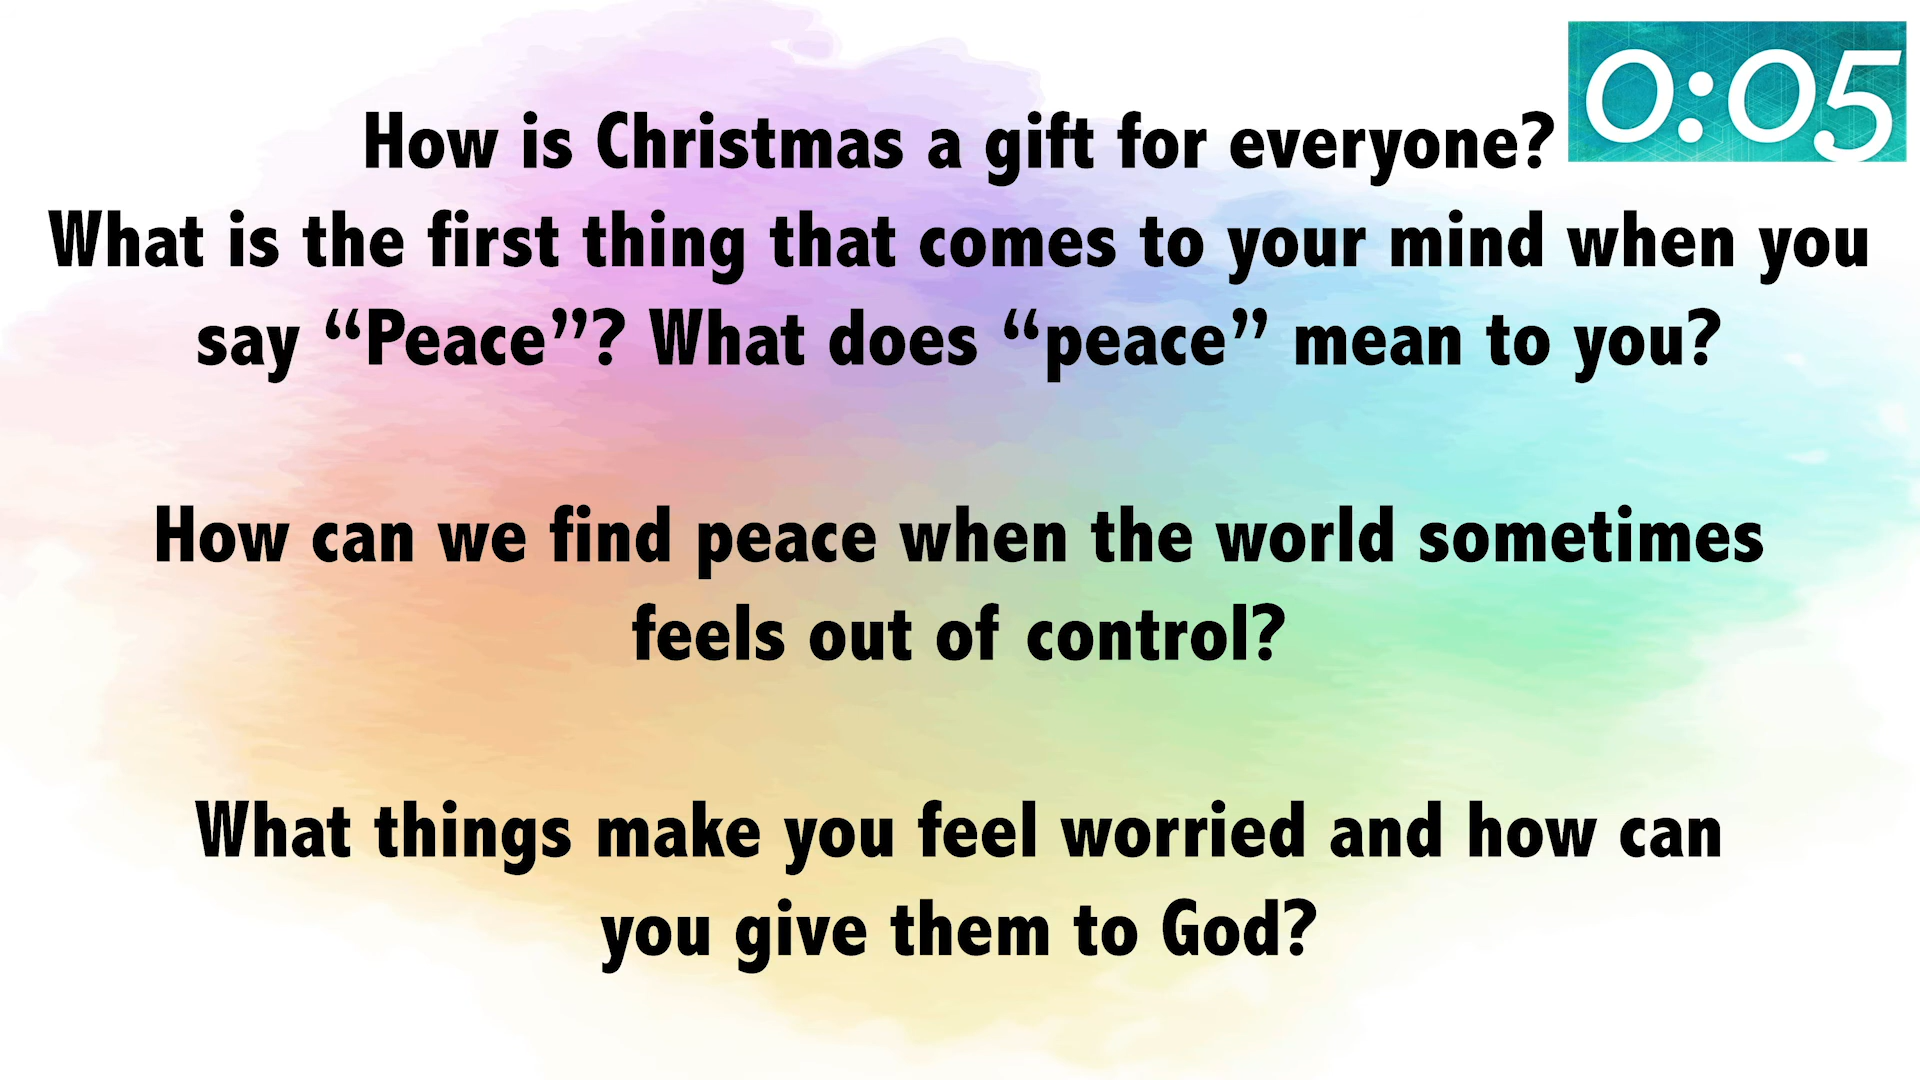 0:05
How is Christmas a gift for everyone?
What is the first thing that comes to your mind when you
say “Peace”? What does “peace” mean to you?
How can we find peace when the world sometimes
feels out of control?
What things make you feel worried and how can
you give them to God?